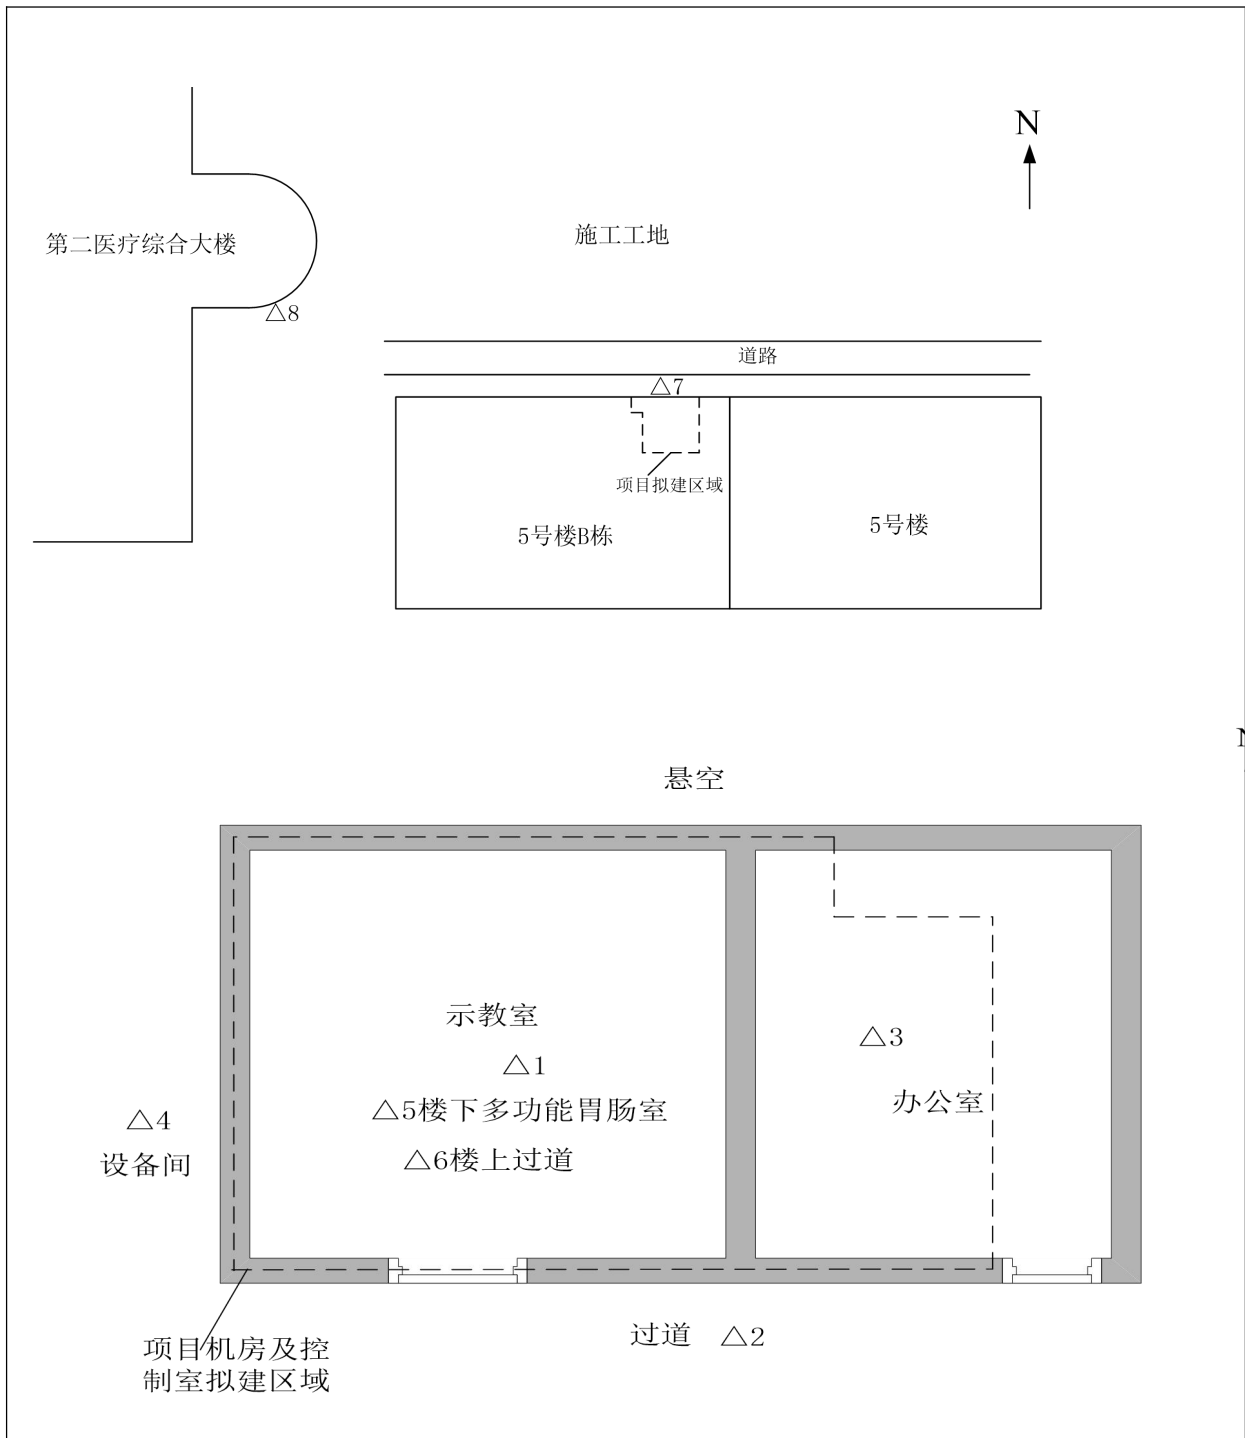 N
第二医疗综合大楼
施工工地
△8
道路
△7
项目拟建区域
5号楼B栋
5号楼
N
悬空
示教室
△1
△3
△5楼下多功能胃肠室
办公室
△4
△6楼上过道
设备间
过道 △2
项目机房及控
制室拟建区域